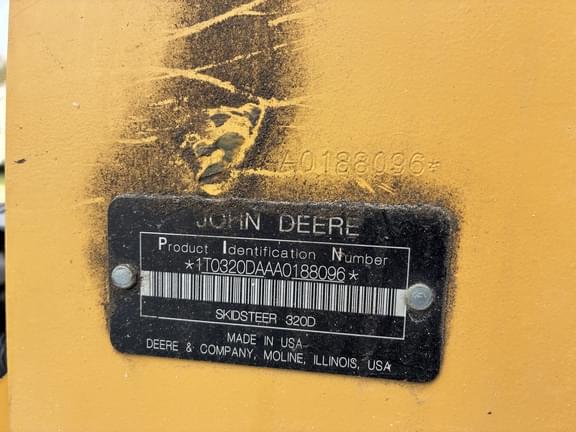 A0188096*
JOHN DEERE
Product Identification Number
*1T0320DAAA0188096*
SKIDSTEER 320D
MADE IN USA
DEERE & COMPANY, MOLINE, ILLINOIS, USA